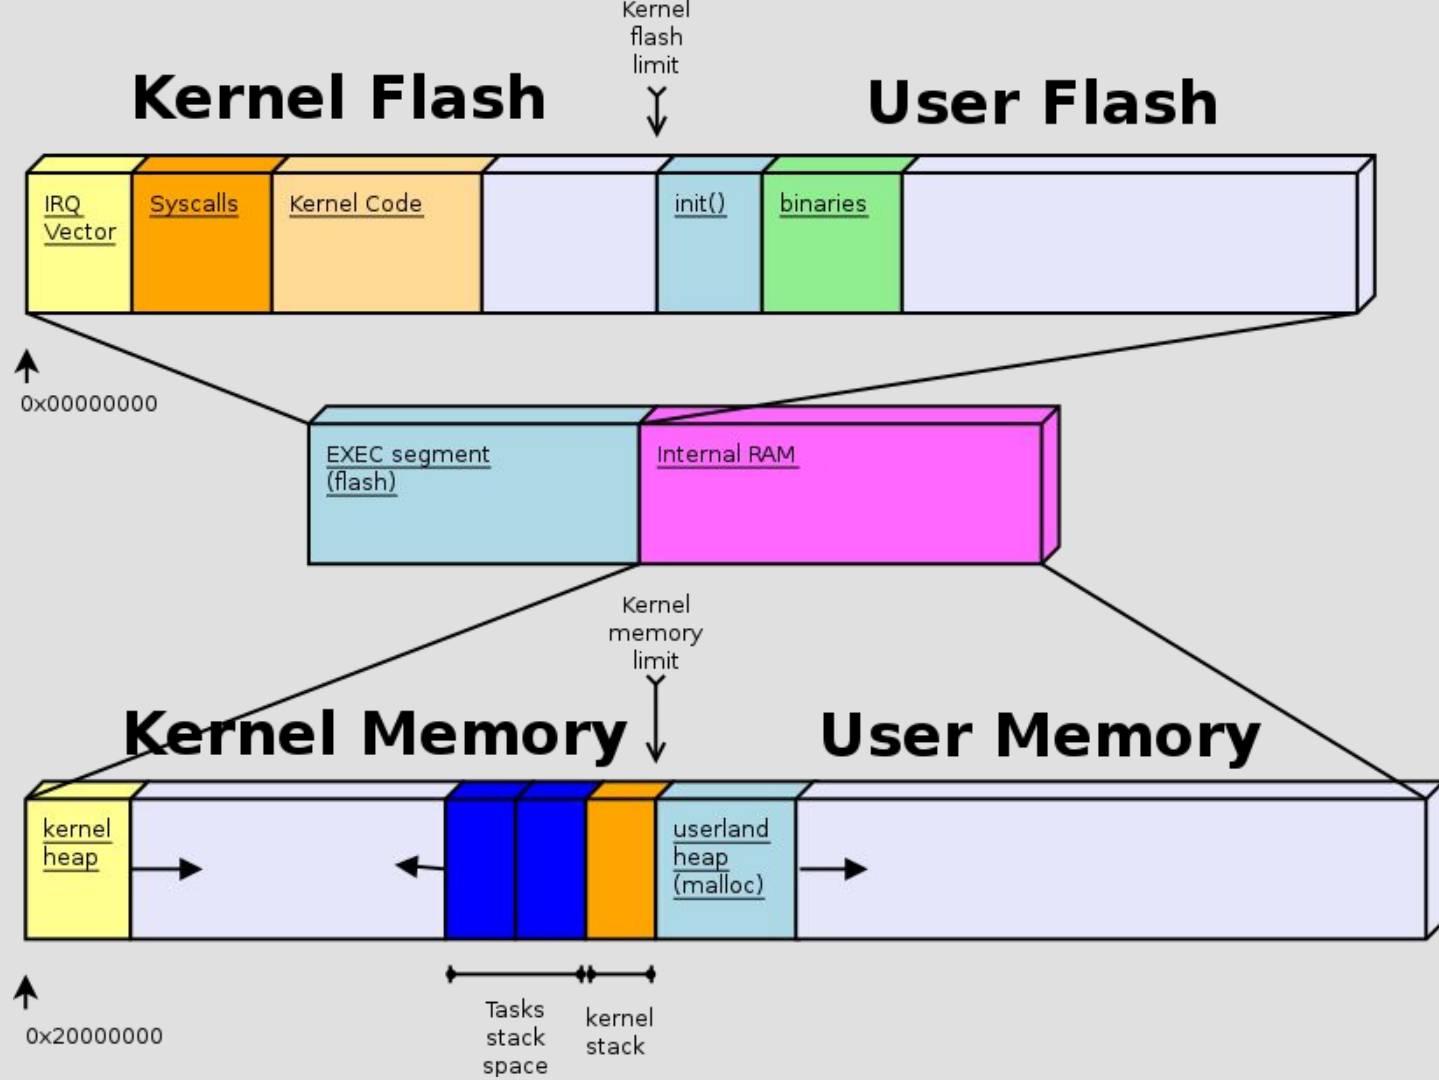 Kernel
flash
limit
Kernel Flash
User Flash
IRQ
Vector
Syscalls
Kernel Code
init()
binaries
0x00000000
EXEC segment
(flash)
Internal RAM
Kernel
memory
limit
Kernel Memory
User Memory
kernel
heap
userland
heap
(malloc)
0x20000000
Tasks
stack
space
kernel
stack